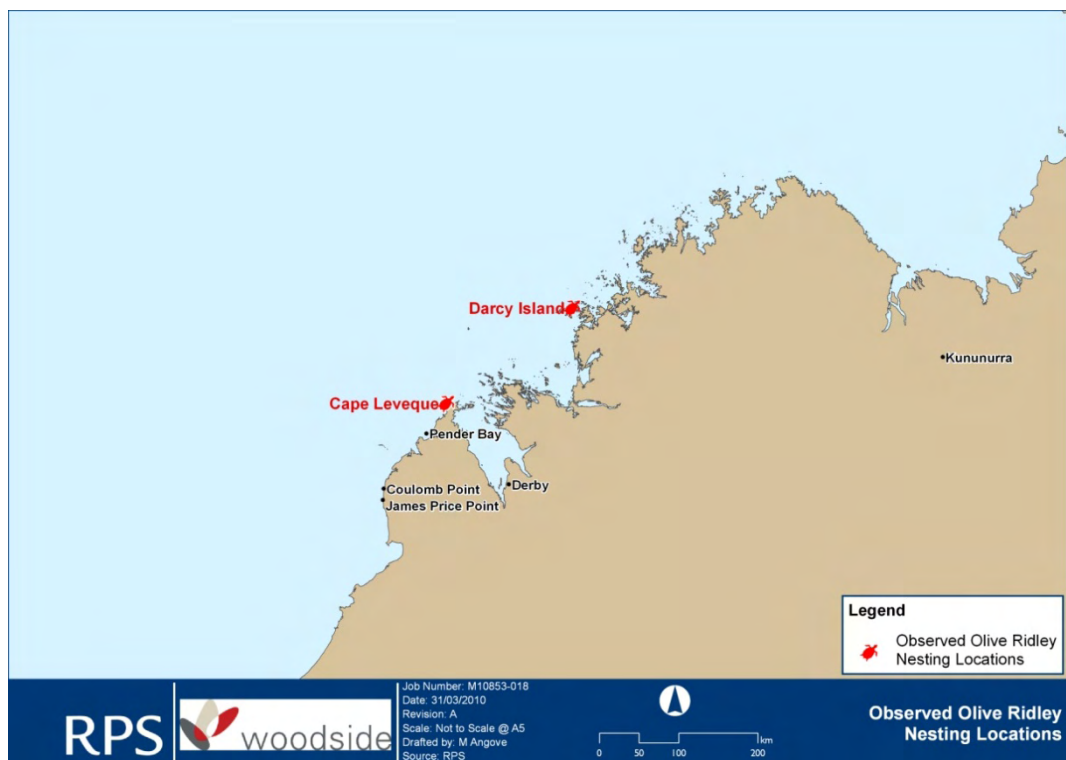 Darcy Island
Kununurra
Cape Leveque
Pender Bay
Derby
Coulomb Point
James Price Point
Legend
Observed Olive Ridley
Nesting Locations
RPS
woodside
Job Number: M10853-018
Date: 31/03/2010
Revision: A
Scale: Not to Scale @ A5
Drafted by: M Angove
Source: RPS
km
0 50 100 200
Observed Olive Ridley
Nesting Locations